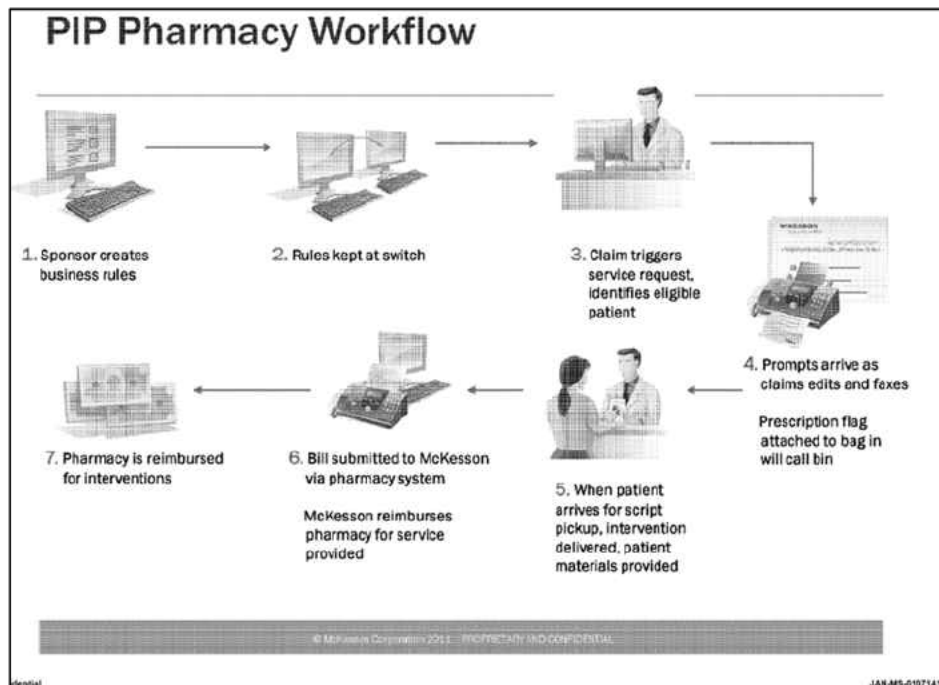 PIP Pharmacy Workflow
1. Sponsor creates
business rules
2. Rules kept at switch
3. Claim triggers
service request,
identifies eligible
patient
4. Prompts arrive as
claims edits and faxes
Prescription flag
attached to bag in
will call bin
5. When patient
arrives for script
pickup, intervention
delivered, patient
materials provided
6. Bill submitted to McKesson
via pharmacy system
McKesson reimburses
pharmacy for service
provided
7. Pharmacy is reimbursed
for interventions
© McKesson Corporation 2011 PROPRIETARY AND CONFIDENTIAL
dential